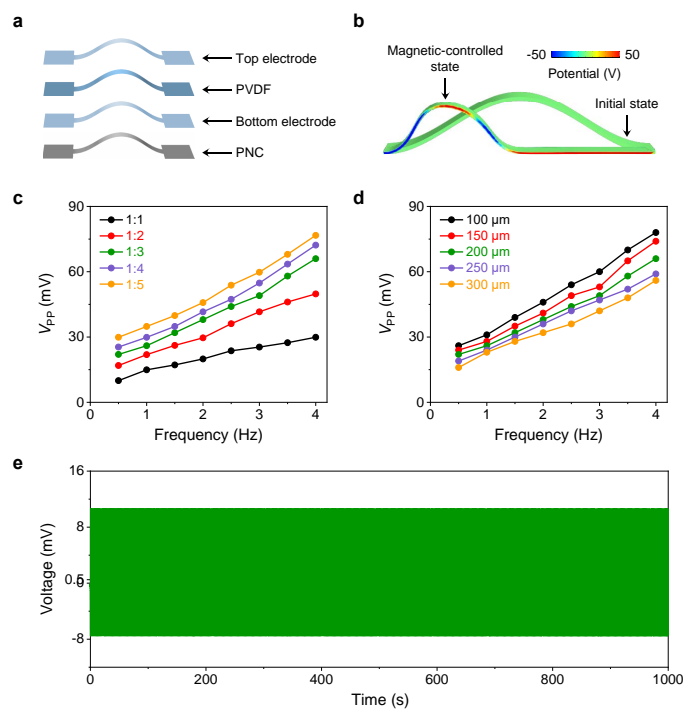 a
Top electrode
PVDF
Bottom electrode
PNC
b
Magnetic-controlled
state
-50
50
Potential (V)
Initial state
c
90
60
30
0
VPP (mV)
1:1
1:2
1:3
1:4
1:5
0
1
2
3
4
Frequency (Hz)
d
90
60
30
0
VPP (mV)
100 μm
150 μm
200 μm
250 μm
300 μm
0
1
2
3
4
Frequency (Hz)
e
16
8
0
-8
Voltage (mV)
0
200
400
600
800
1000
Time (s)